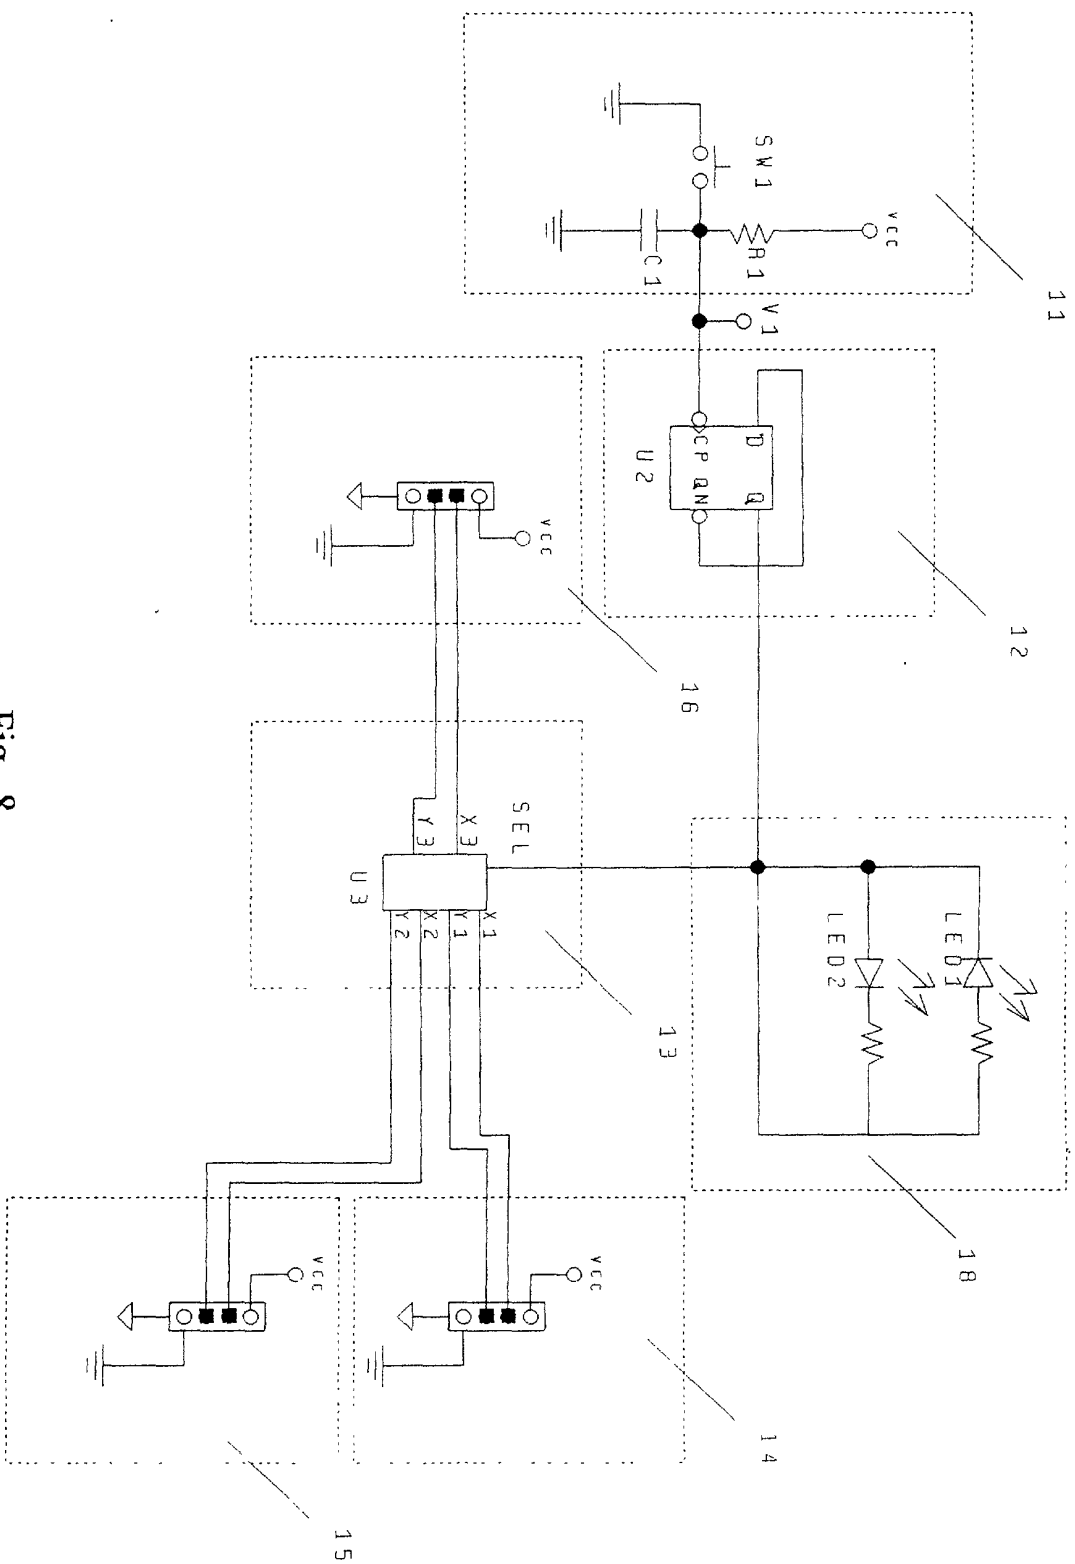 SW1
VCC
R1
C1
11
V1
D
Q
CP
QN
U2
12
VCC
16
SEL
X3
Y3
U3
X1
Y1
X2
Y2
13
LED1
LED2
18
VCC
14
VCC
15
Fig. 8